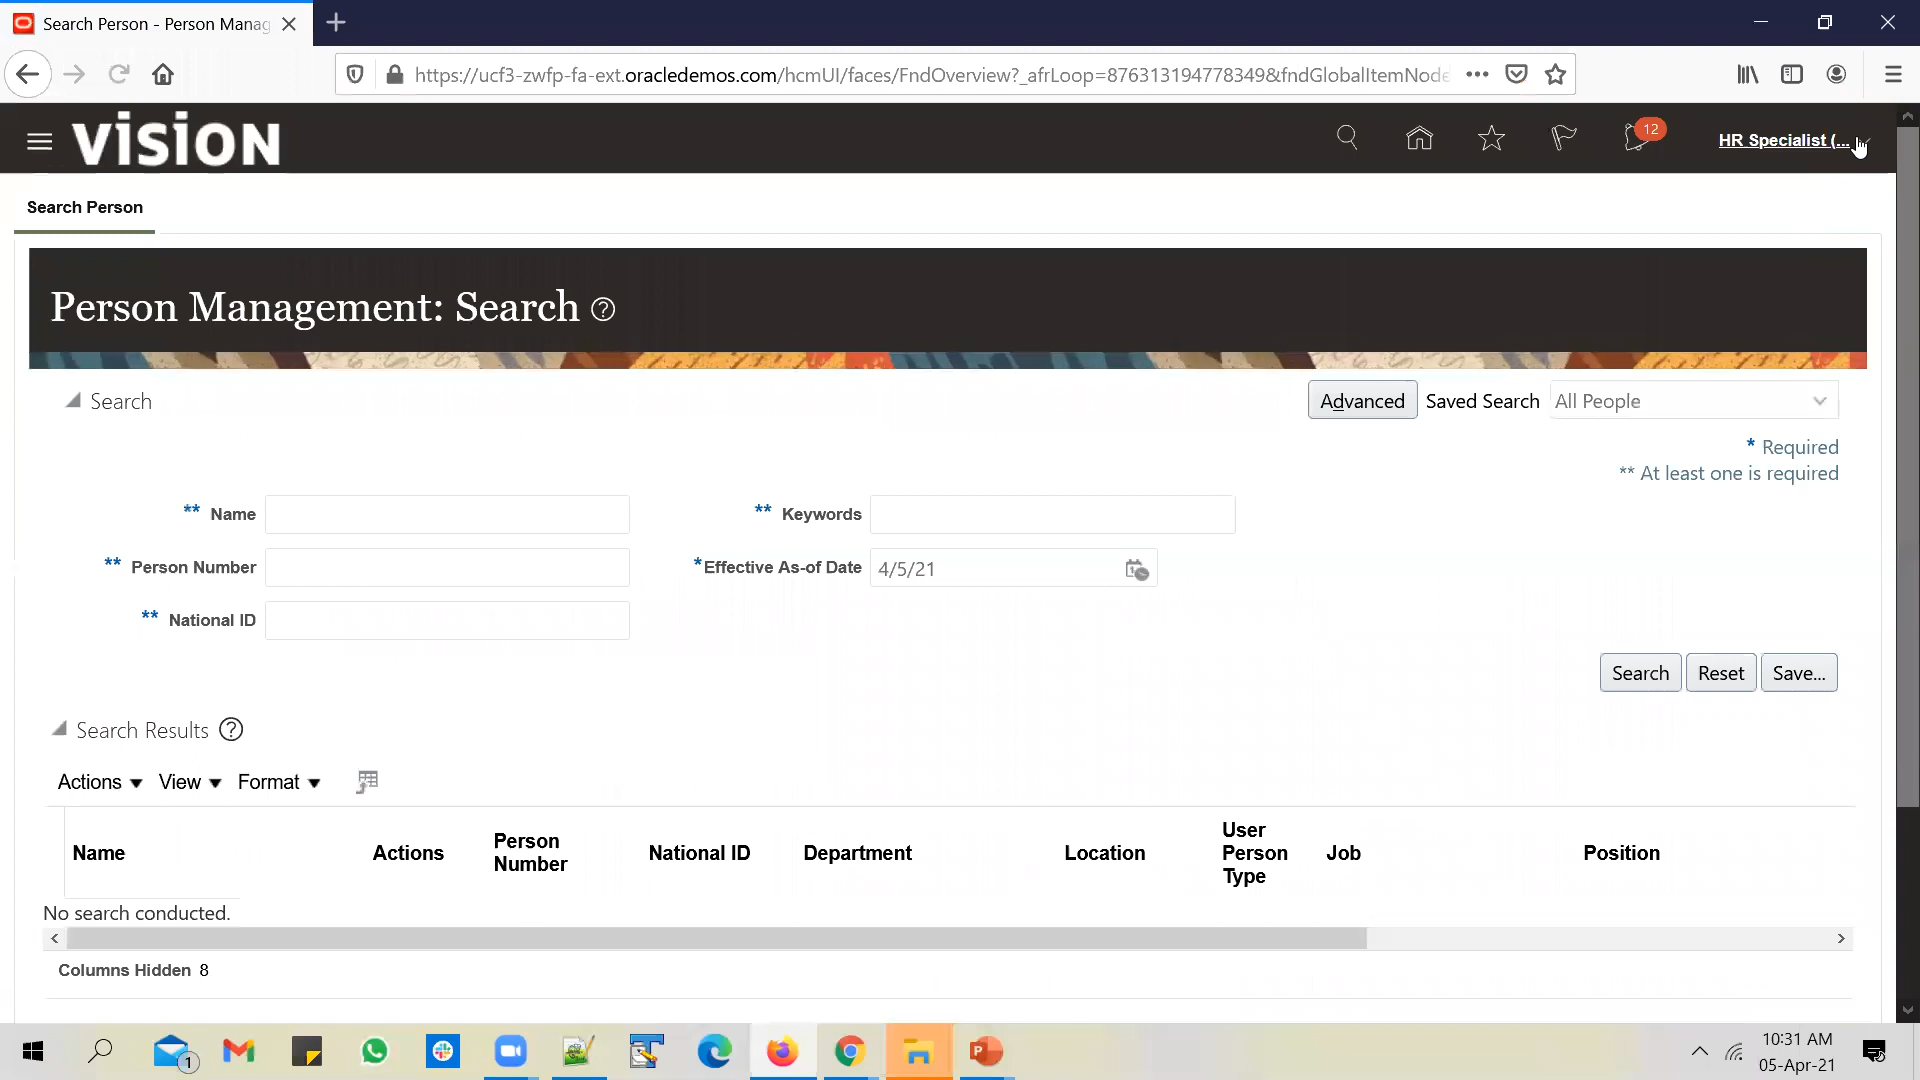 Search Person - Person Manag
https://ucf3-zwfp-fa-ext.oracledemos.com/hcmUI/faces/FndOverview?_afrLoop=876313194778349&fndGlobalItemNode
VISION
12
HR Specialist (...
Search Person
Person Management: Search ?
Search
Advanced Saved Search All People
* Required
** At least one is required
** Name
** Keywords
** Person Number
*Effective As-of Date 4/5/21
** National ID
Search Reset Save...
Search Results ?
Actions View Format
Name Actions Person Number National ID Department Location User Person Type Job Position
No search conducted.
Columns Hidden 8
1
10:31 AM
05-Apr-21